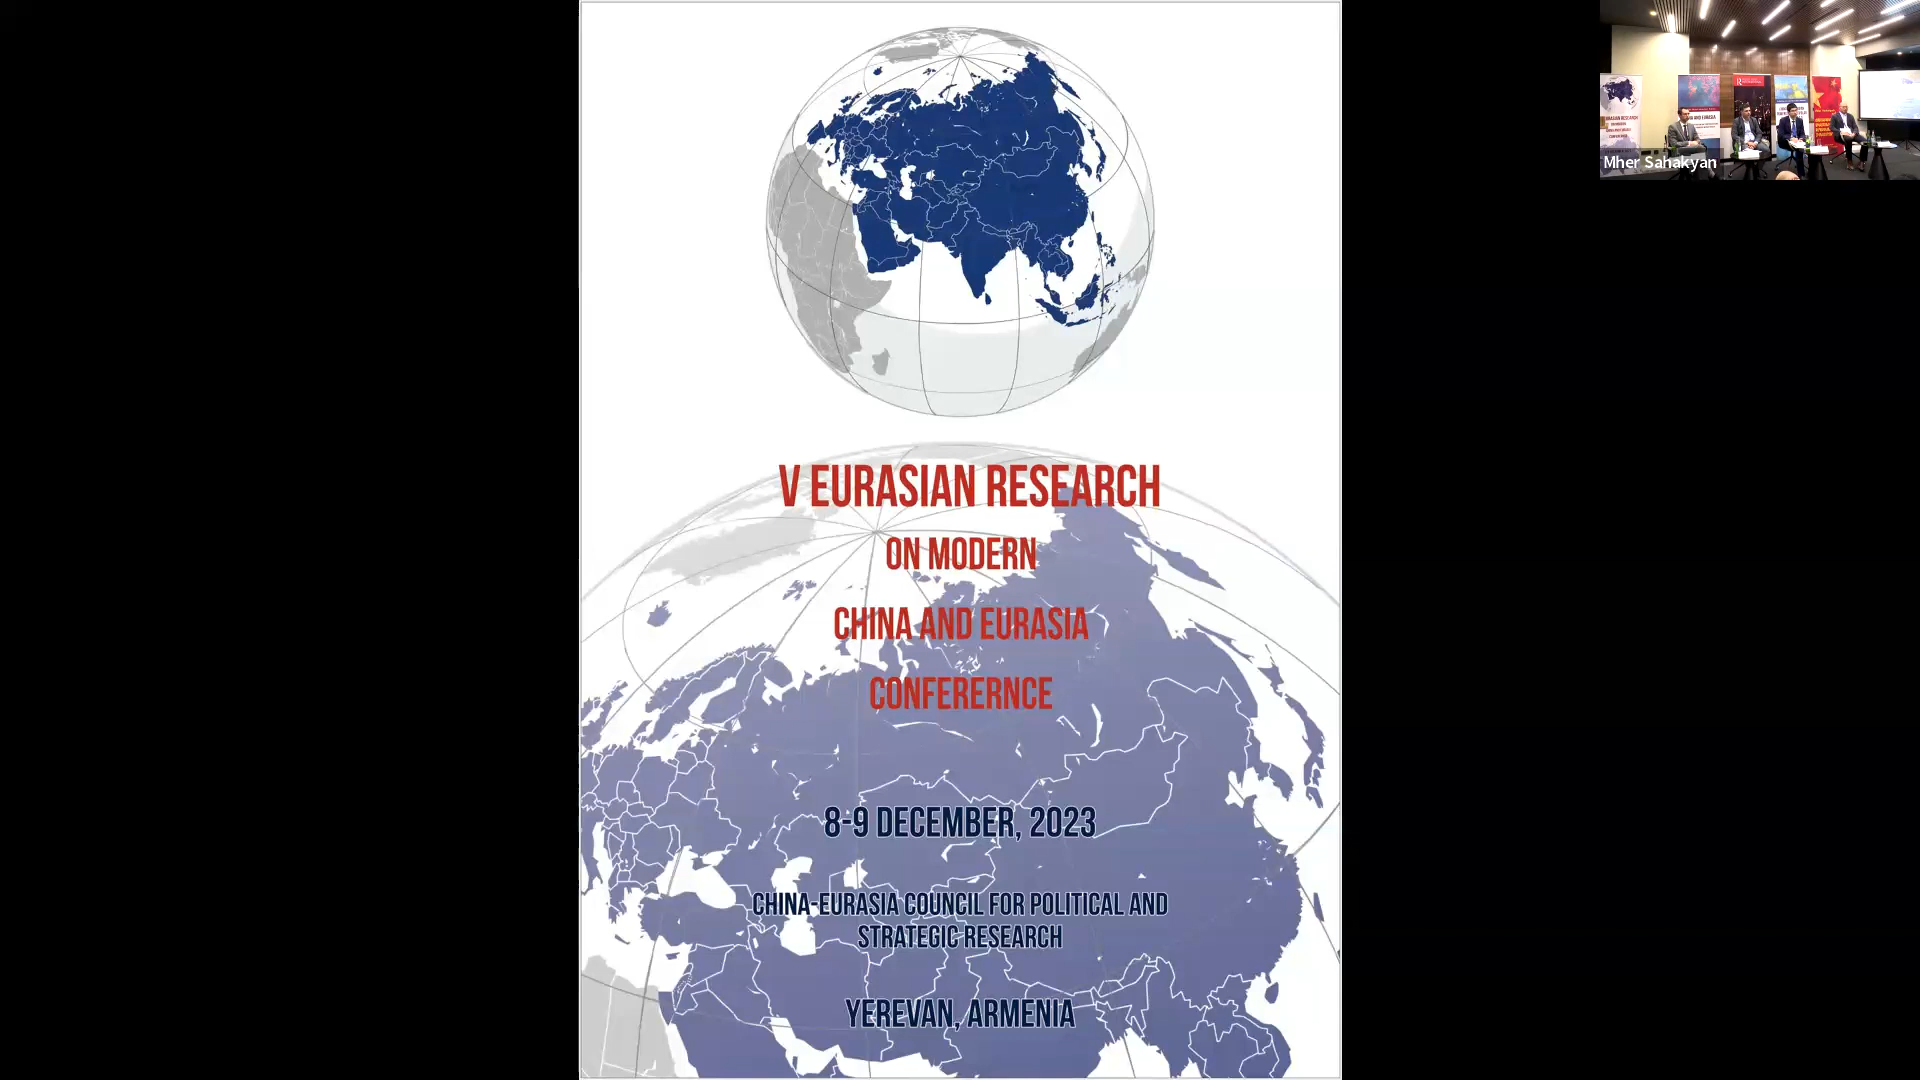 V EURASIAN RESEARCH
ON MODERN
CHINA AND EURASIA
CONFERERNCE
8-9 DECEMBER, 2023
CHINA-EURASIA COUNCIL FOR POLITICAL AND
STRATEGIC RESEARCH
YEREVAN, ARMENIA
Mher Sahakyan